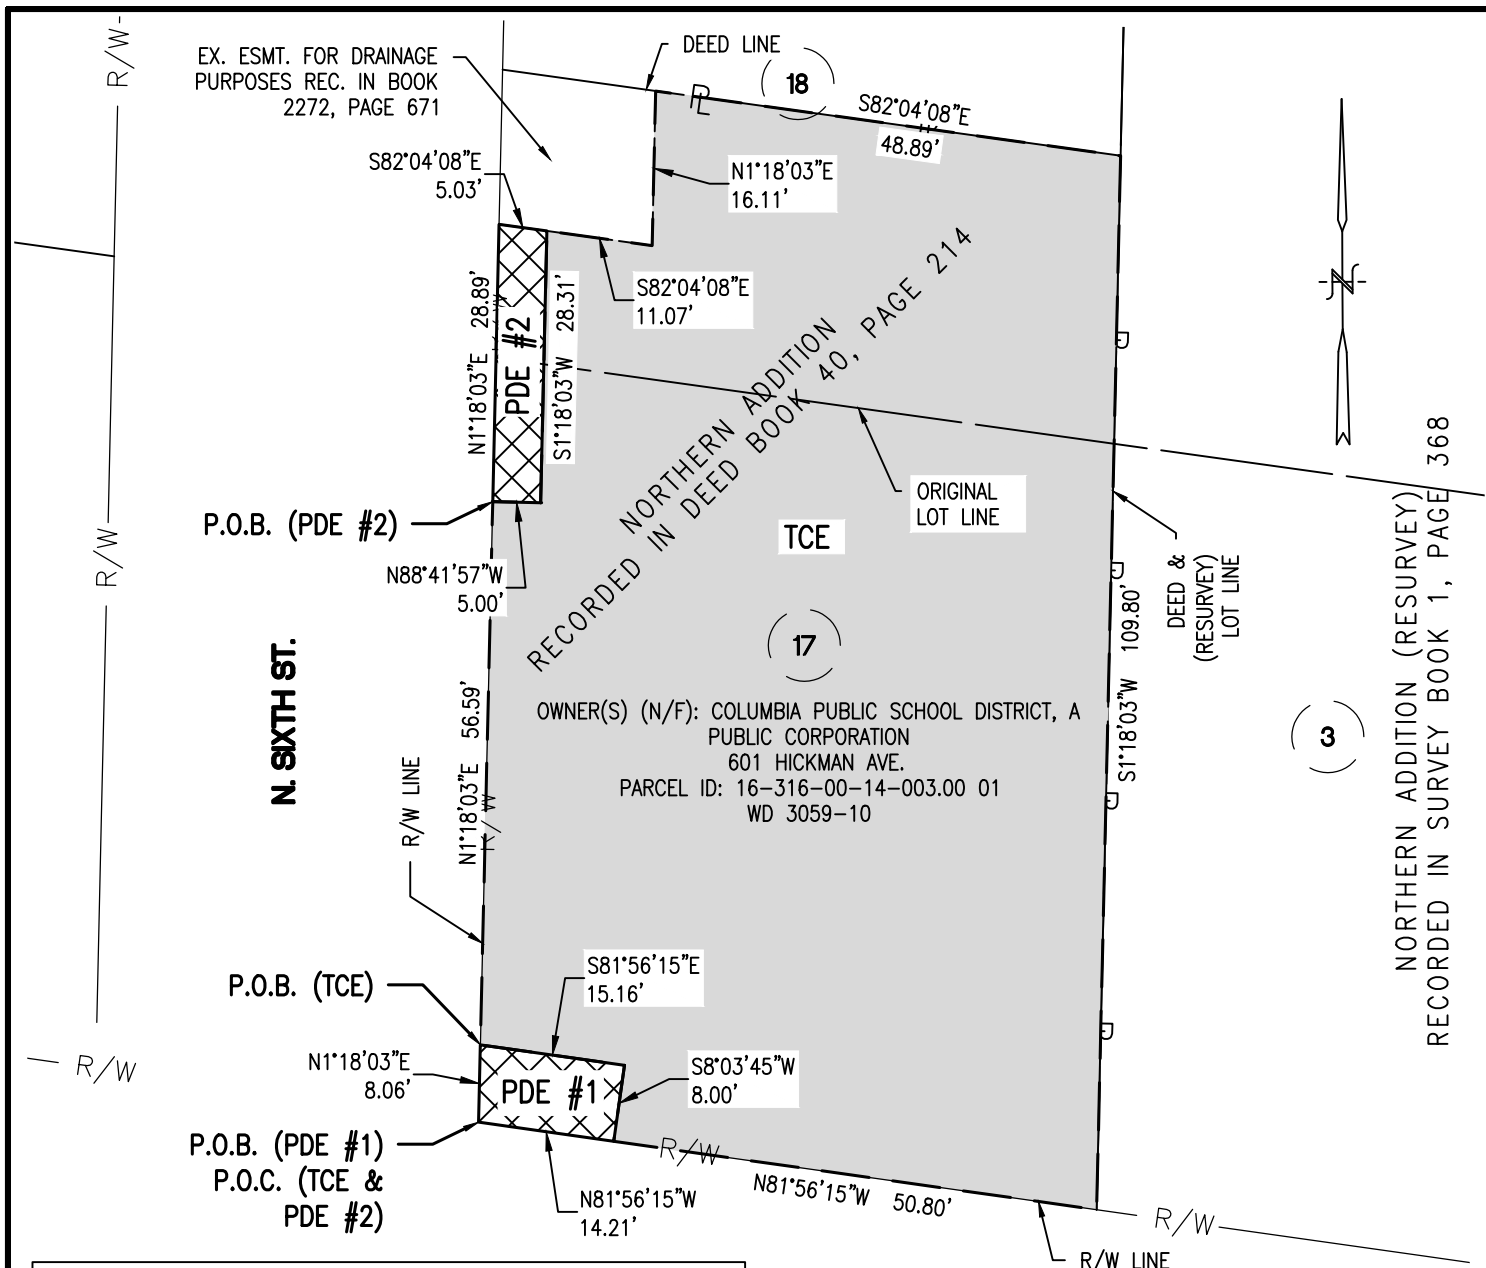 R/W
EX. ESMT. FOR DRAINAGE
PURPOSES REC. IN BOOK
2272, PAGE 671
DEED LINE
PL
18
S82°04'08"E
48.89'
S82°04'08"E
5.03'
N1°18'03"E
16.11'
S82°04'08"E
11.07'
N1°18'03"E 28.89'
PDE #2
S1°18'03"W 28.31'
NORTHERN ADDITION
RECORDED IN DEED BOOK 40, PAGE 214
N
D
ORIGINAL
LOT LINE
P.O.B. (PDE #2)
R/W
N88°41'57"W
5.00'
TCE
D
DEED &
(RESURVEY)
LOT LINE
NORTHERN ADDITION (RESURVEY)
RECORDED IN SURVEY BOOK 1, PAGE 368
N. SIXTH ST.
17
OWNER(S) (N/F): COLUMBIA PUBLIC SCHOOL DISTRICT, A
PUBLIC CORPORATION
601 HICKMAN AVE.
PARCEL ID: 16-316-00-14-003.00 01
WD 3059-10
S1°18'03"W 109.80'
3
D
R/W LINE
N1°18'03"E 56.59'
R/W
P.O.B. (TCE)
S81°56'15"E
15.16'
D
R/W
N1°18'03"E
8.06'
PDE #1
S8°03'45"W
8.00'
P.O.B. (PDE #1)
P.O.C. (TCE &
PDE #2)
R/W
N81°56'15"W
14.21'
N81°56'15"W 50.80'
R/W
R/W LINE